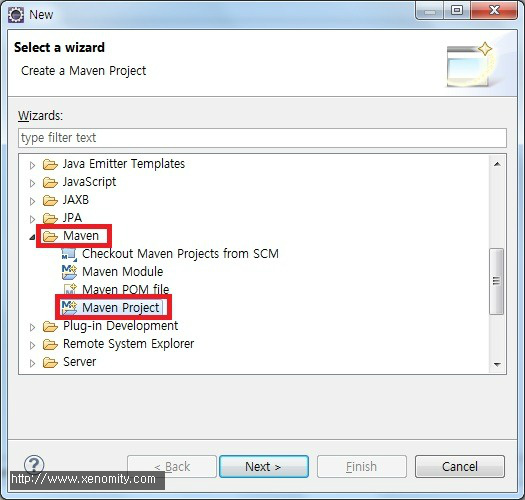 New
Select a wizard
Create a Maven Project
Wizards:
type filter text
Java Emitter Templates
JavaScript
JAXB
JPA
Maven
Checkout Maven Projects from SCM
Maven Module
Maven POM file
Maven Project
Plug-in Development
Remote System Explorer
Server
< Back
Next >
Finish
Cancel
http://www.xenomity.com